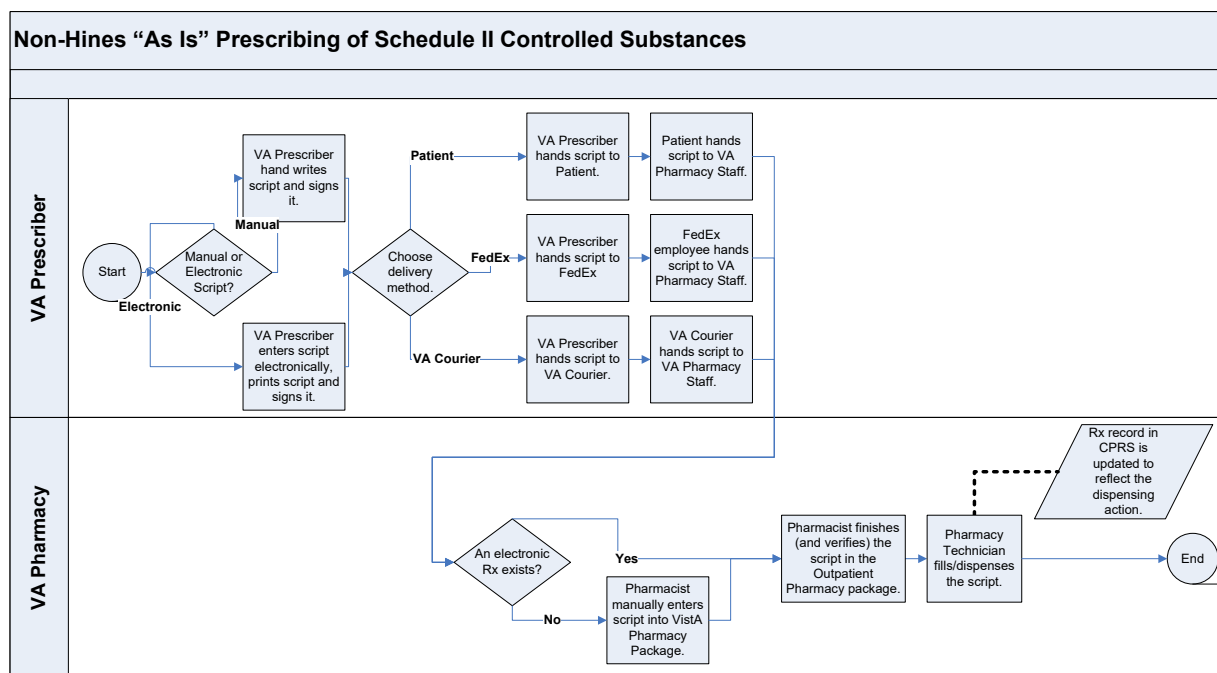 Non-Hines “As Is” Prescribing of Schedule II Controlled Substances
VA Prescriber
Start
Manual or
Electronic
Script?
Manual
Electronic
VA Prescriber
hand writes
script and signs
it.
VA Prescriber
enters script
electronically,
prints script and
signs it.
Choose
delivery
method.
Patient
FedEx
VA Courier
VA Prescriber
hands script to
Patient.
Patient hands
script to VA
Pharmacy Staff.
VA Prescriber
hands script to
FedEx
FedEx
employee hands
script to VA
Pharmacy Staff.
VA Prescriber
hands script to
VA Courier.
VA Courier
hands script to
VA Pharmacy
Staff.
VA Pharmacy
An electronic
Rx exists?
Yes
No
Pharmacist
manually enters
script into VistA
Pharmacy
Package.
Pharmacist finishes
(and verifies) the
script in the
Outpatient
Pharmacy package.
Pharmacy
Technician
fills/dispenses
the script.
Rx record in
CPRS is
updated to
reflect the
dispensing
action.
End